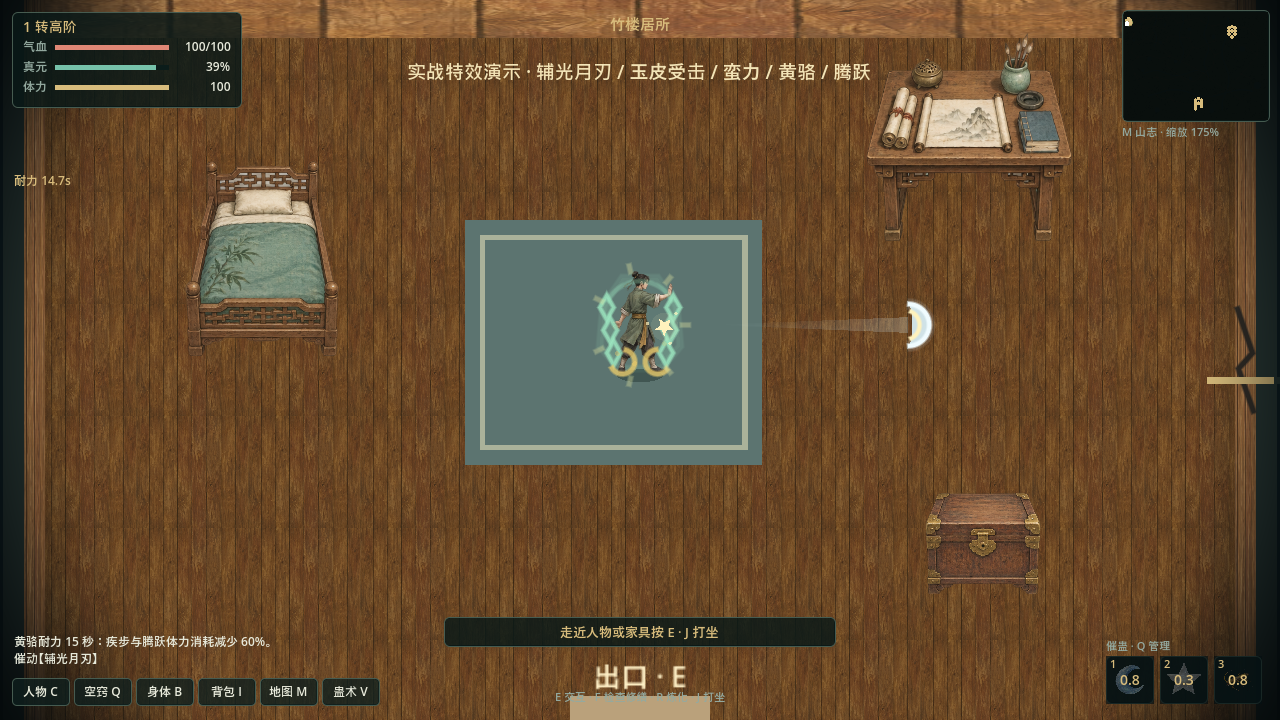 1 转高阶
气血 100/100
真元 39%
体力 100
竹楼居所
实战特效演示 · 辅光月刃 / 玉皮受击 / 蛮力 / 黄骆 / 腾跃
M 山志 · 缩放 175%
耐力 14.7s
黄骆耐力 15 秒：疾步与腾跃体力消耗减少 60%。
催动【辅光月刃】
走近人物或家具按 E · J 打坐
出口 · E
人物 C
空窍 Q
身体 B
背包 I
地图 M
蛊术 V
催蛊 · Q 管理
1 0.8
2 0.3
3 0.8